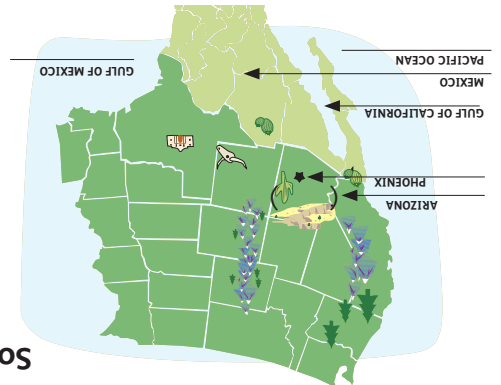 ARIZONA
PHOENIX
GULF OF CALIFORNIA
MEXICO
PACIFIC OCEAN
GULF OF MEXICO